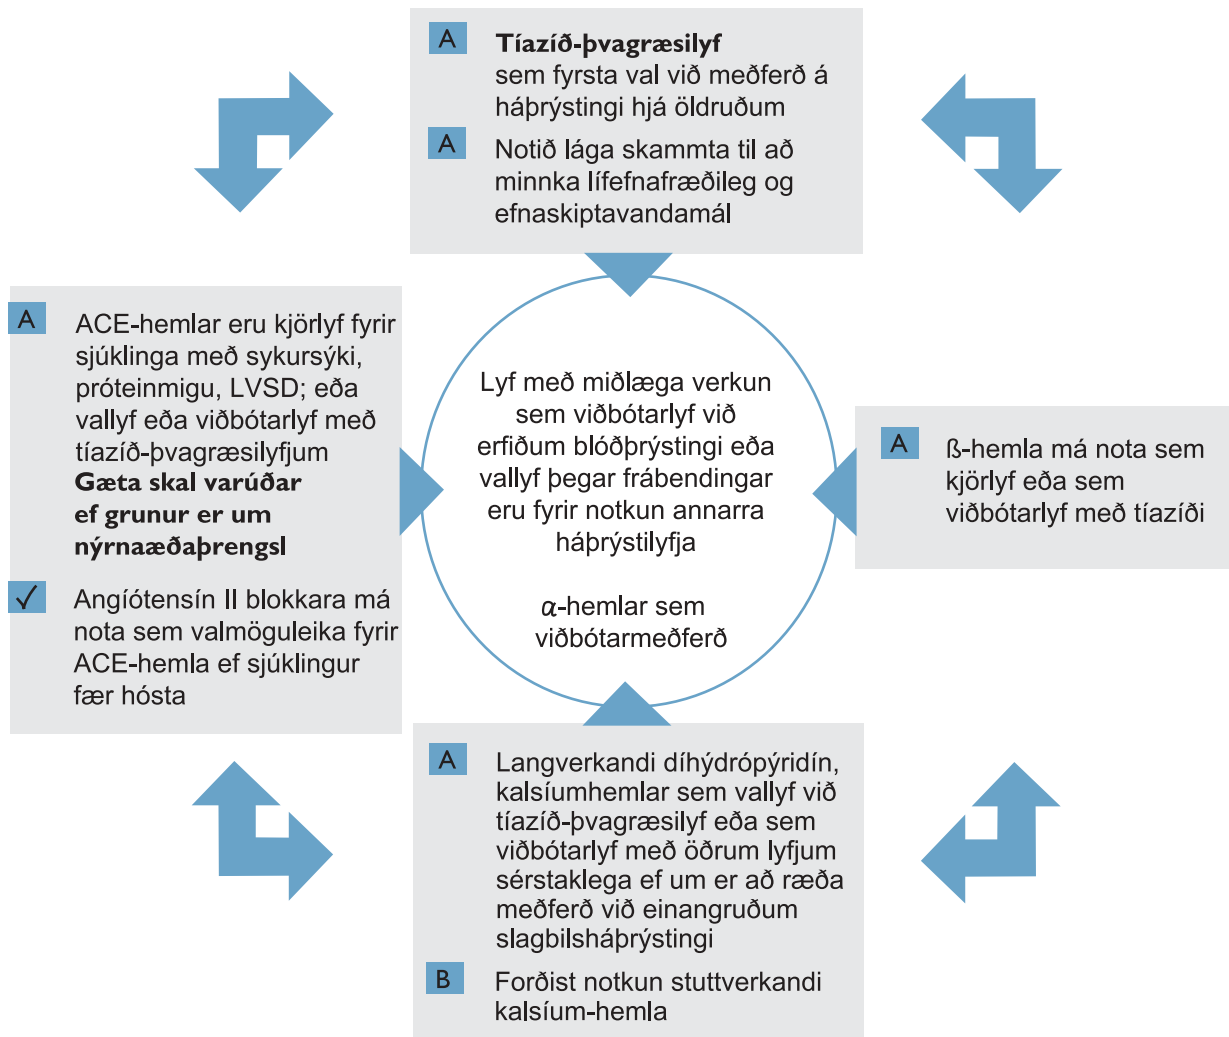 A Tíazíð-þvagræsilyf
sem fyrsta val við meðferð á
háþrýstingi hjá öldruðum
A Notið lága skammta til að
minnka lífefnafræðileg og
efnaskiptavandamál
A ACE-hemlar eru kjörlyf fyrir
sjúklinga með sykursýki,
próteinmigu, LVSD; eða
vallyf eða viðbótarlyf með
tíazíð-þvagræsilyfjum
Gæta skal varúðar
ef grunur er um
nýrnaæðaþrengsl
✓ Angíótensín II blokkara má
nota sem valmöguleika fyrir
ACE-hemla ef sjúklingur
fær hósta
Lyf með miðlæga verkun
sem viðbótarlyf við
erfiðum blóðþrýstingi eða
vallyf þegar frábendingar
eru fyrir notkun annarra
háþrýstilyfja
α-hemlar sem
viðbótarmeðferð
A ß-hemla má nota sem
kjörlyf eða sem
viðbótarlyf með tíazíði
A Langverkandi díhýdrópýridín,
kalsíumhemlar sem vallyf við
tíazíð-þvagræsilyf eða sem
viðbótarlyf með öðrum lyfjum
sérstaklega ef um er að ræða
meðferð við einangruðum
slagbilsháþrýstingi
B Forðist notkun stuttverkandi
kalsíum-hemla